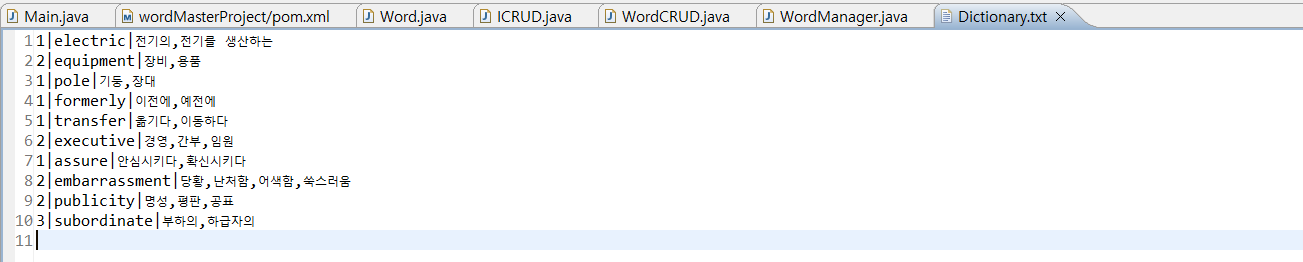 Main.java wordMasterProject/pom.xml Word.java ICRUD.java WordCRUD.java WordManager.java Dictionary.txt
1 1|electric|전기의,전기를 생산하는
2 2|equipment|장비,용품
3 1|pole|기둥,장대
4 1|formerly|이전에,예전에
5 1|transfer|옮기다,이동하다
6 2|executive|경영,간부,임원
7 1|assure|안심시키다,확신시키다
8 2|embarrassment|당황,난처함,어색함,쑥스러움
9 2|publicity|명성,평판,공표
10 3|subordinate|부하의,하급자의
11